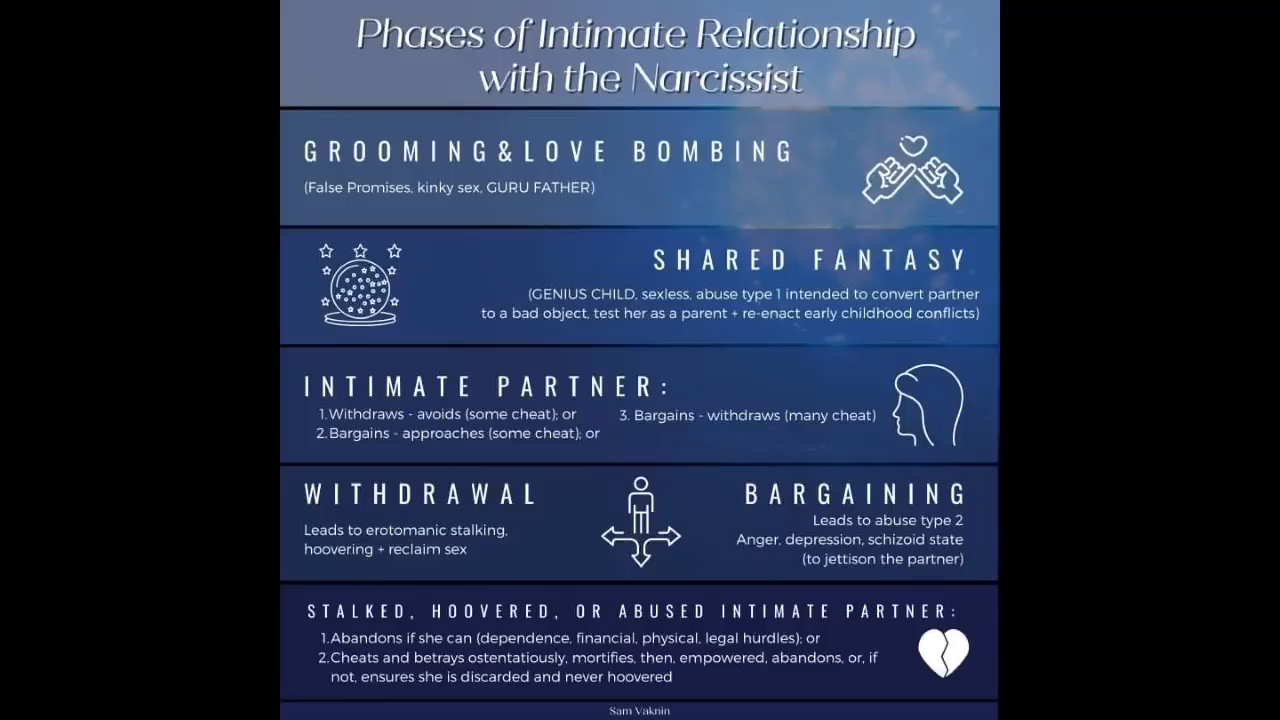 Phases of Intimate Relationship
with the Narcissist
GROOMING&LOVE BOMBING
(False Promises, kinky sex, GURU FATHER)
SHARED FANTASY
(GENIUS CHILD, sexless, abuse type 1 intended to convert partner
to a bad object, test her as a parent + re-enact early childhood conflicts)
INTIMATE PARTNER:
1. Withdraws - avoids (some cheat); or
2. Bargains - approaches (some cheat); or
3. Bargains - withdraws (many cheat)
WITHDRAWAL
Leads to erotomanic stalking,
hoovering + reclaim sex
BARGAINING
Leads to abuse type 2
Anger, depression, schizoid state
(to jettison the partner)
STALKED, HOOVERED, OR ABUSED INTIMATE PARTNER:
1. Abandons if she can (dependence, financial, physical, legal hurdles); or
2. Cheats and betrays ostentatiously, mortifies, then, empowered, abandons, or, if
not, ensures she is discarded and never hoovered
Sam Vaknin